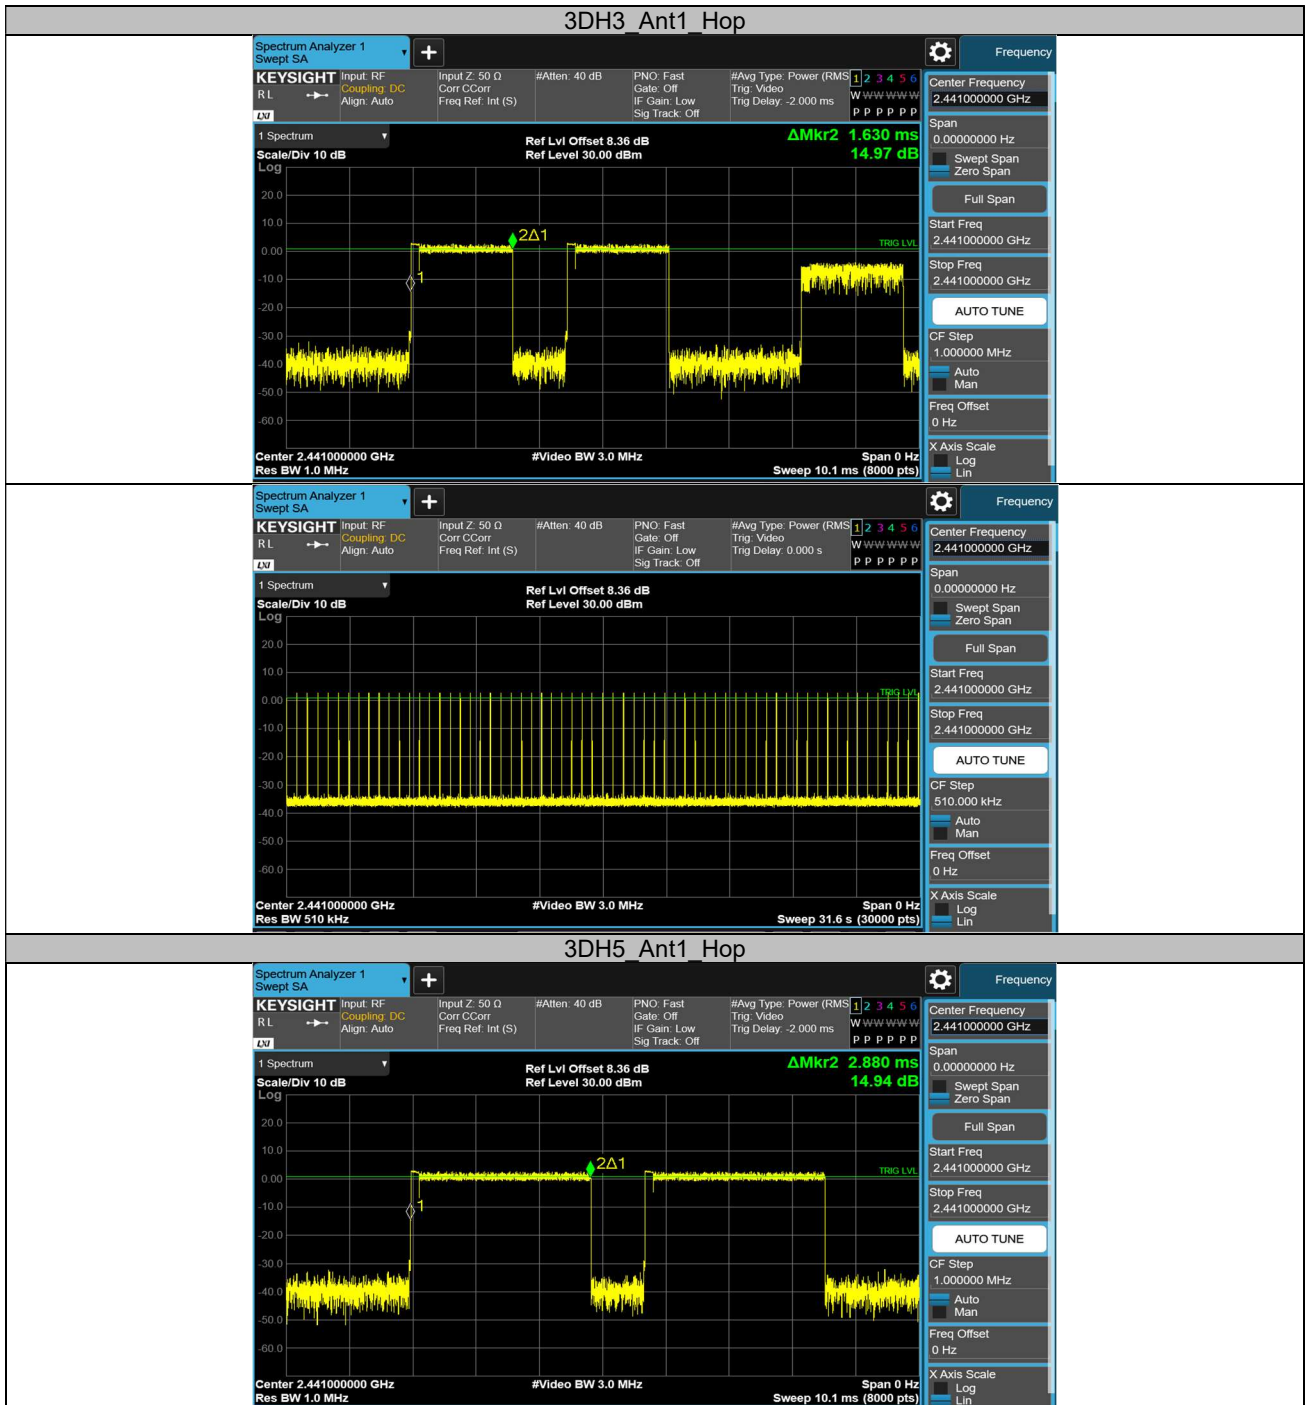 3DH3_Ant1_Hop
Spectrum Analyzer 1
Swept SA
+
Frequency
KEYSIGHT
RL
LXI
Input: RF
Coupling: DC
Align: Auto
Input Z: 50 Ω
Corr CCorr
Freq Ref: Int (S)
#Atten: 40 dB
PNO: Fast
Gate: Off
IF Gain: Low
Sig Track: Off
#Avg Type: Power (RMS
Trig: Video
Trig Delay: -2.000 ms
1 2 3 4 5 6
W W W W W W
P P P P P P
1 Spectrum
Scale/Div 10 dB
Log
Ref Lvl Offset 8.36 dB
Ref Level 30.00 dBm
ΔMkr2 1.630 ms
14.97 dB
20.0
10.0
0.00
-10.0
-20.0
-30.0
-40.0
-50.0
-60.0
2Δ1
1
TRIG LVL
Center 2.441000000 GHz
Res BW 1.0 MHz
#Video BW 3.0 MHz
Span 0 Hz
Sweep 10.1 ms (8000 pts)
Center Frequency
2.441000000 GHz
Span
0.00000000 Hz
Swept Span
Zero Span
Full Span
Start Freq
2.441000000 GHz
Stop Freq
2.441000000 GHz
AUTO TUNE
CF Step
1.000000 MHz
Auto
Man
Freq Offset
0 Hz
X Axis Scale
Log
Lin
Spectrum Analyzer 1
Swept SA
+
Frequency
KEYSIGHT
RL
LXI
Input: RF
Coupling: DC
Align: Auto
Input Z: 50 Ω
Corr CCorr
Freq Ref: Int (S)
#Atten: 40 dB
PNO: Fast
Gate: Off
IF Gain: Low
Sig Track: Off
#Avg Type: Power (RMS
Trig: Video
Trig Delay: 0.000 s
1 2 3 4 5 6
W W W W W W
P P P P P P
1 Spectrum
Scale/Div 10 dB
Log
Ref Lvl Offset 8.36 dB
Ref Level 30.00 dBm
20.0
10.0
0.00
-10.0
-20.0
-30.0
-40.0
-50.0
-60.0
TRIG LVL
Center 2.441000000 GHz
Res BW 510 kHz
#Video BW 3.0 MHz
Span 0 Hz
Sweep 31.6 s (30000 pts)
Center Frequency
2.441000000 GHz
Span
0.00000000 Hz
Swept Span
Zero Span
Full Span
Start Freq
2.441000000 GHz
Stop Freq
2.441000000 GHz
AUTO TUNE
CF Step
510.000 kHz
Auto
Man
Freq Offset
0 Hz
X Axis Scale
Log
Lin
3DH5_Ant1_Hop
Spectrum Analyzer 1
Swept SA
+
Frequency
KEYSIGHT
RL
LXI
Input: RF
Coupling: DC
Align: Auto
Input Z: 50 Ω
Corr CCorr
Freq Ref: Int (S)
#Atten: 40 dB
PNO: Fast
Gate: Off
IF Gain: Low
Sig Track: Off
#Avg Type: Power (RMS
Trig: Video
Trig Delay: -2.000 ms
1 2 3 4 5 6
W W W W W W
P P P P P P
1 Spectrum
Scale/Div 10 dB
Log
Ref Lvl Offset 8.36 dB
Ref Level 30.00 dBm
ΔMkr2 2.880 ms
14.94 dB
20.0
10.0
0.00
-10.0
-20.0
-30.0
-40.0
-50.0
-60.0
2Δ1
1
TRIG LVL
Center 2.441000000 GHz
Res BW 1.0 MHz
#Video BW 3.0 MHz
Span 0 Hz
Sweep 10.1 ms (8000 pts)
Center Frequency
2.441000000 GHz
Span
0.00000000 Hz
Swept Span
Zero Span
Full Span
Start Freq
2.441000000 GHz
Stop Freq
2.441000000 GHz
AUTO TUNE
CF Step
1.000000 MHz
Auto
Man
Freq Offset
0 Hz
X Axis Scale
Log
Lin